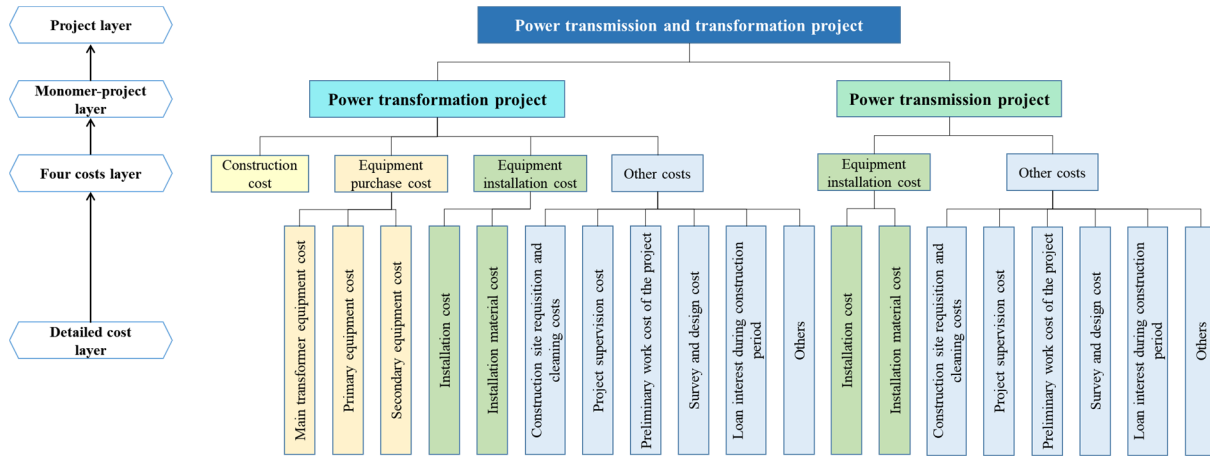 Project layer
Monomer-project
layer
Four costs layer
Detailed cost
layer
Power transmission and transformation project
Power transformation project
Power transmission project
Construction
cost
Equipment
purchase cost
Equipment
installation cost
Other costs
Equipment
installation cost
Other costs
Main transformer equipment cost
Primary equipment cost
Secondary equipment cost
Installation cost
Installation material cost
Construction site requisition and
cleaning costs
Project supervision cost
Preliminary work cost of the project
Survey and design cost
Loan interest during construction
period
Others
Installation cost
Installation material cost
Construction site requisition and
cleaning costs
Project supervision cost
Preliminary work cost of the project
Survey and design cost
Loan interest during construction
period
Others